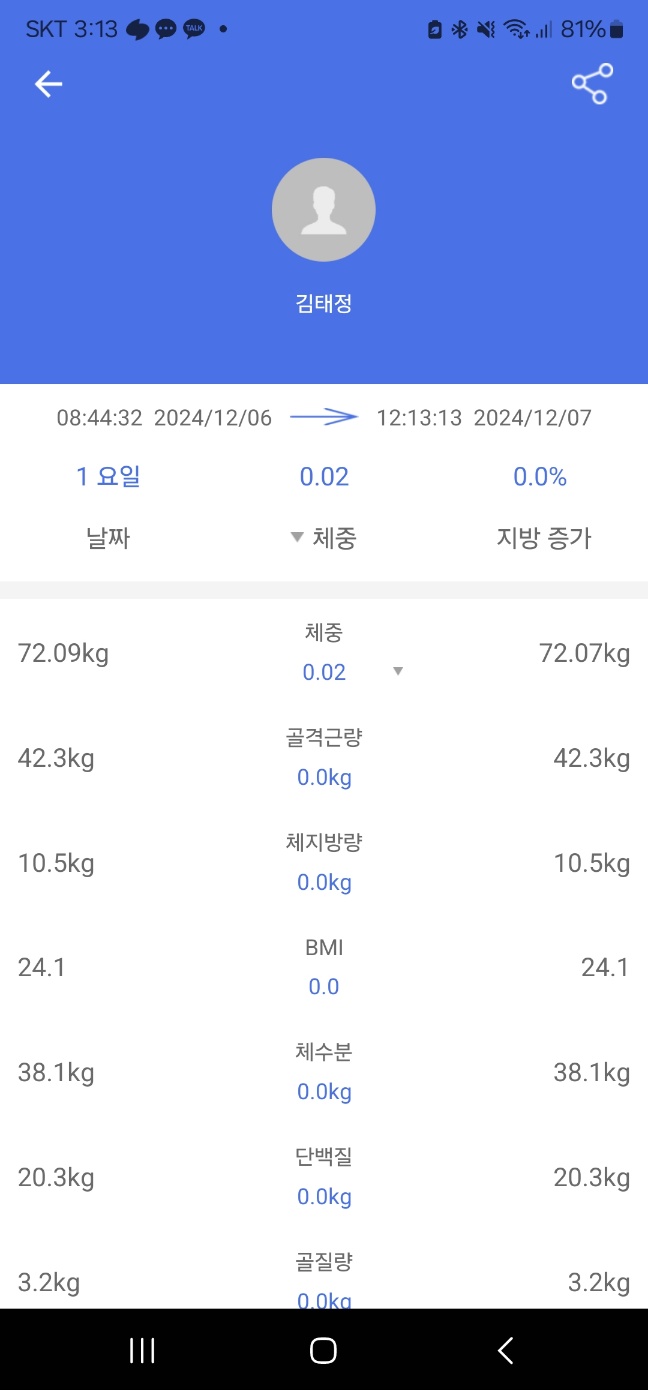 SKT 3:13 TALK 81%
김태정
08:44:32 2024/12/06 12:13:13 2024/12/07
1 요일 0.02 0.0%
날짜 체중 지방 증가
체중
72.09kg 0.02 72.07kg
골격근량
42.3kg 0.0kg 42.3kg
체지방량
10.5kg 0.0kg 10.5kg
BMI
24.1 0.0 24.1
체수분
38.1kg 0.0kg 38.1kg
단백질
20.3kg 0.0kg 20.3kg
골질량
3.2kg 0.0kg 3.2kg